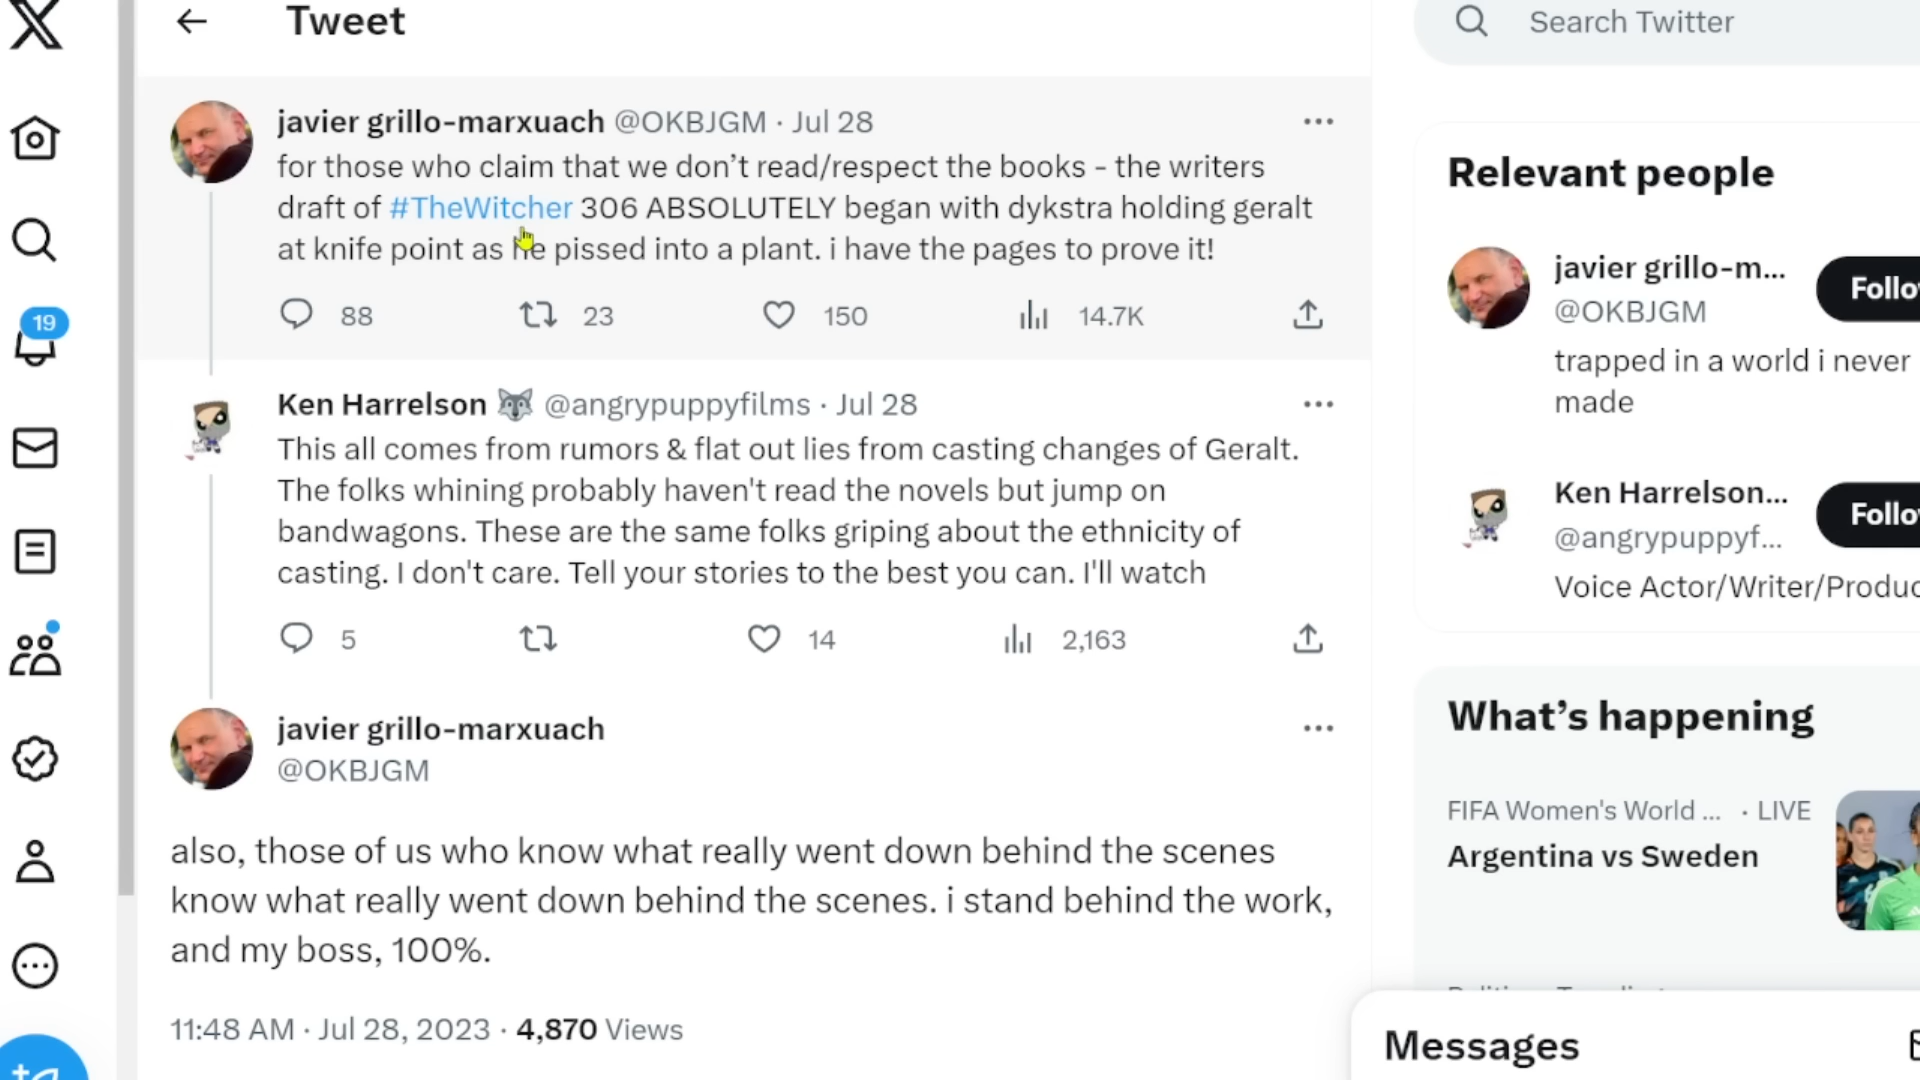 Tweet
Search Twitter
javier grillo-marxuach @OKBJGM · Jul 28
for those who claim that we don’t read/respect the books - the writers
draft of #TheWitcher 306 ABSOLUTELY began with dykstra holding geralt
at knife point as he pissed into a plant. i have the pages to prove it!
88 23 150 14.7K
19
Ken Harrelson @angrypuppyfilms · Jul 28
This all comes from rumors & flat out lies from casting changes of Geralt.
The folks whining probably haven't read the novels but jump on
bandwagons. These are the same folks griping about the ethnicity of
casting. I don't care. Tell your stories to the best you can. I'll watch
5 14 2,163
javier grillo-marxuach
@OKBJGM
also, those of us who know what really went down behind the scenes
know what really went down behind the scenes. i stand behind the work,
and my boss, 100%.
11:48 AM · Jul 28, 2023 · 4,870 Views
Relevant people
javier grillo-m...
Follo
@OKBJGM
trapped in a world i never
made
Ken Harrelson...
Follo
@angrypuppyf...
Voice Actor/Writer/Produc
What’s happening
FIFA Women's World ... · LIVE
Argentina vs Sweden
Messages